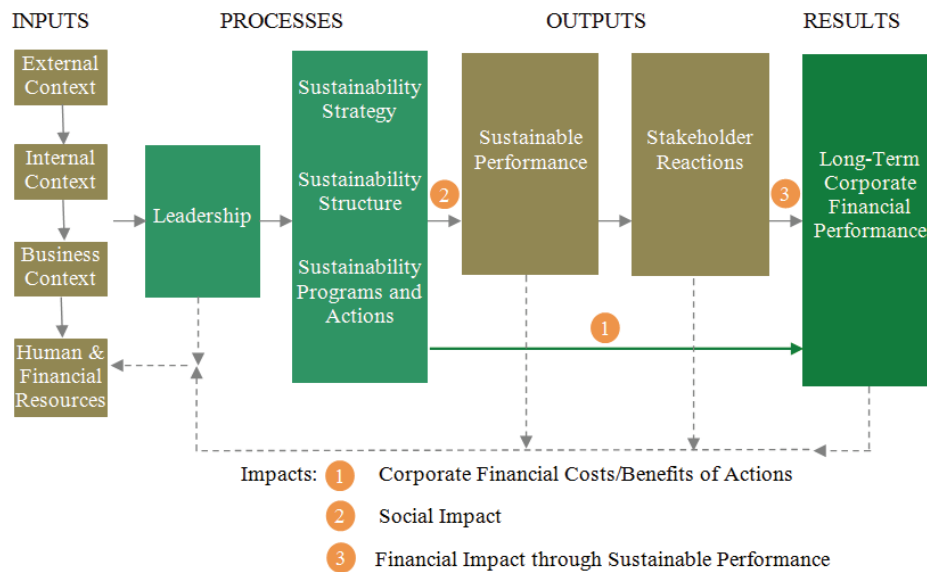 INPUTS PROCESSES OUTPUTS RESULTS
External
Context
Internal
Context
Business
Context
Human &
Financial
Resources
Leadership
Sustainability
Strategy
Sustainability
Structure
Sustainability
Programs and
Actions
2
Sustainable
Performance
Stakeholder
Reactions
3
1
Long-Term
Corporate
Financial
Performance
Impacts: 1 Corporate Financial Costs/Benefits of Actions
2 Social Impact
3 Financial Impact through Sustainable Performance